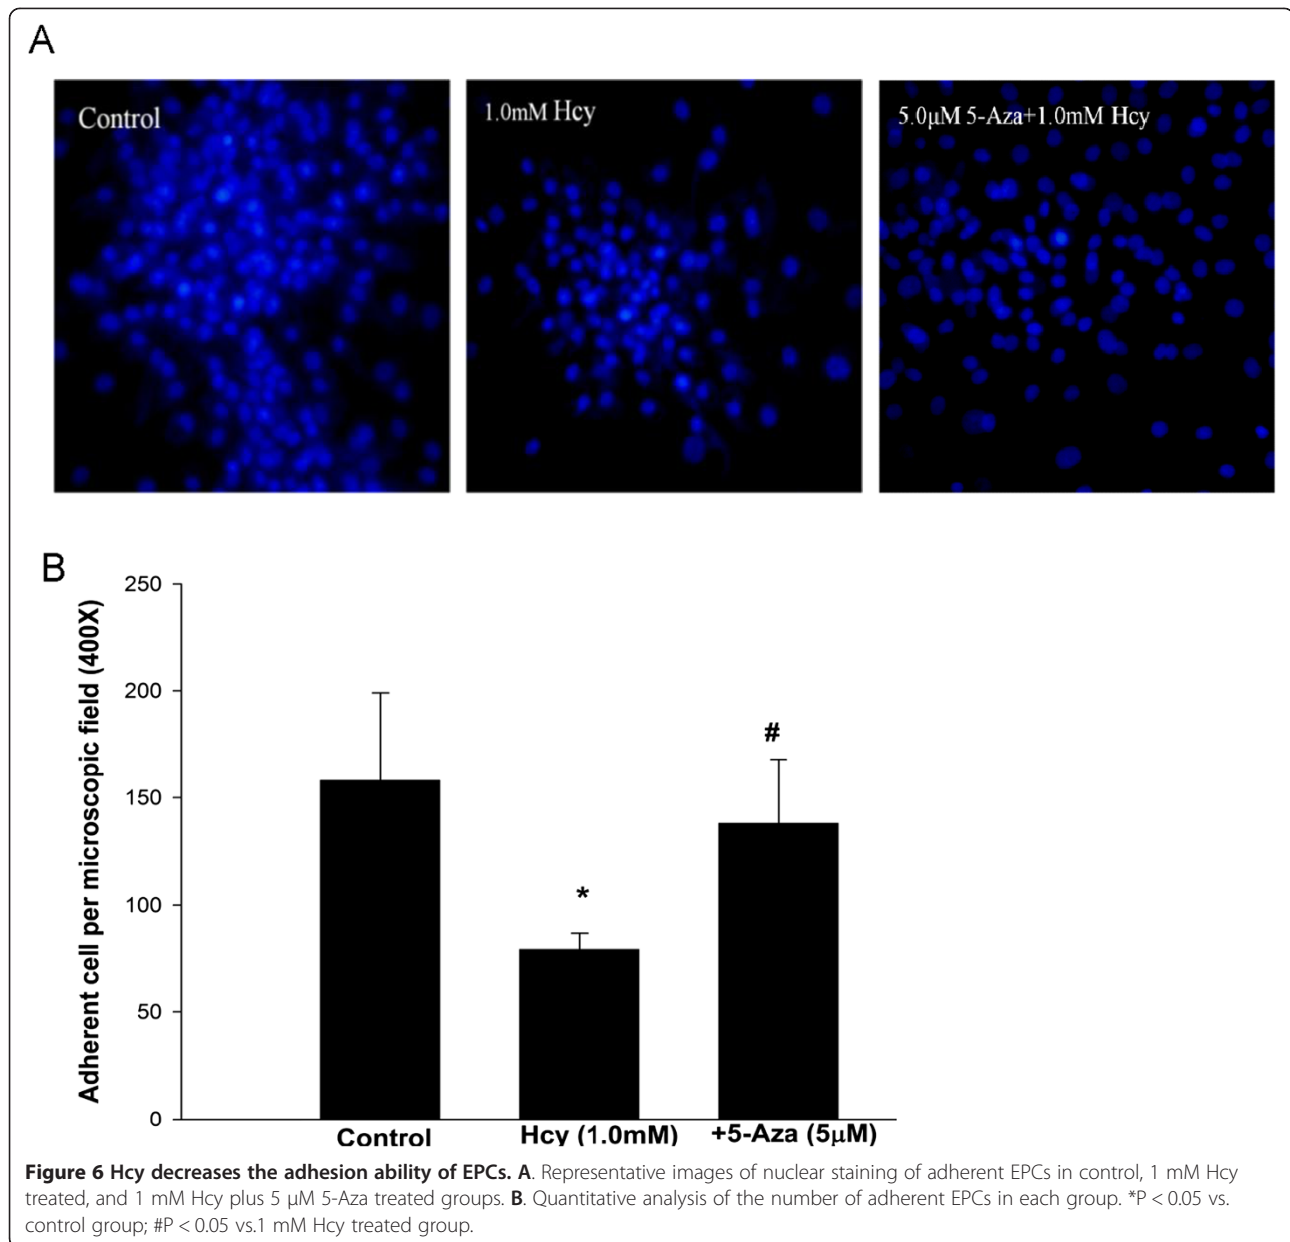 A
Control
1.0mM Hcy
5.0μM 5-Aza+1.0mM Hcy
B
Adherent cell per microscopic field (400X)
250
200
150
100
50
0
*
#
Control
Hcy (1.0mM)
+5-Aza (5μM)
Figure 6 Hcy decreases the adhesion ability of EPCs. A. Representative images of nuclear staining of adherent EPCs in control, 1 mM Hcy
treated, and 1 mM Hcy plus 5 μM 5-Aza treated groups. B. Quantitative analysis of the number of adherent EPCs in each group. *P < 0.05 vs.
control group; #P < 0.05 vs.1 mM Hcy treated group.